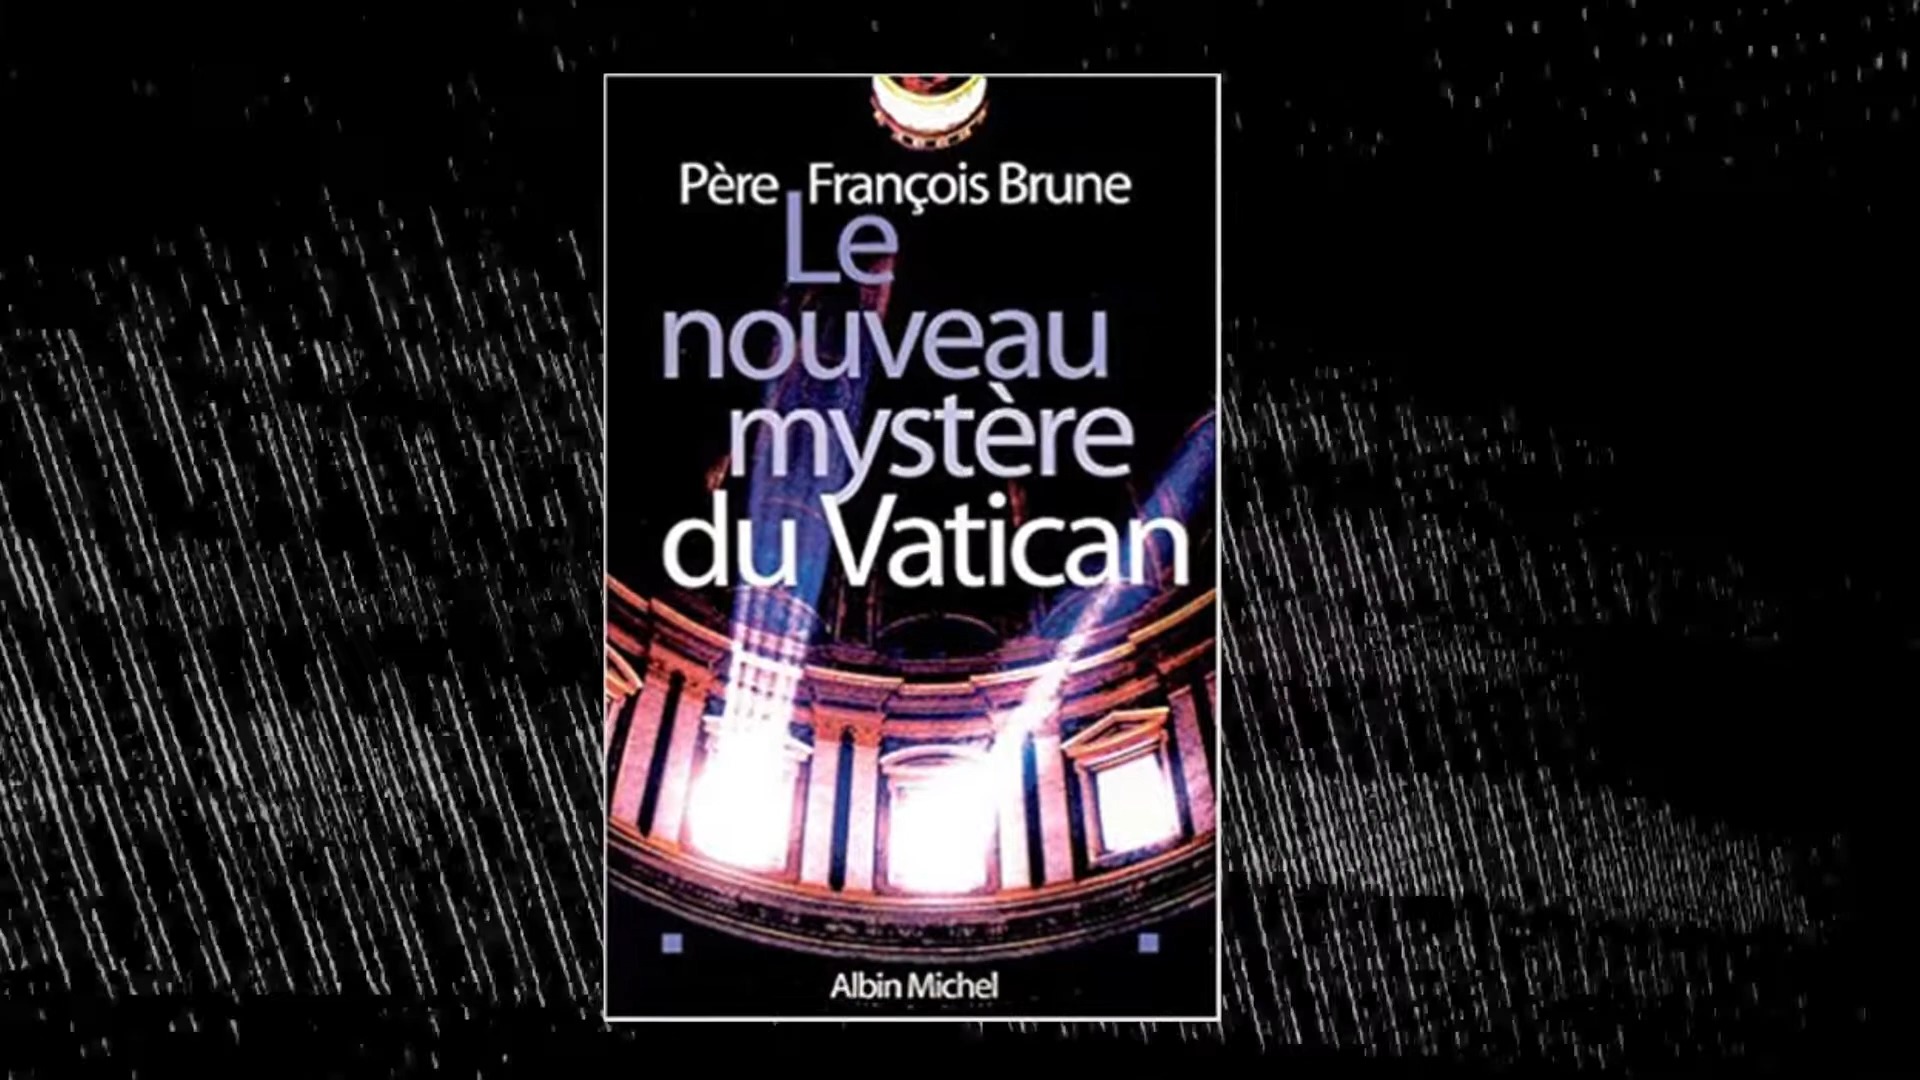 Père François Brune
Le
nouveau
mystère
du Vatican
Albin Michel